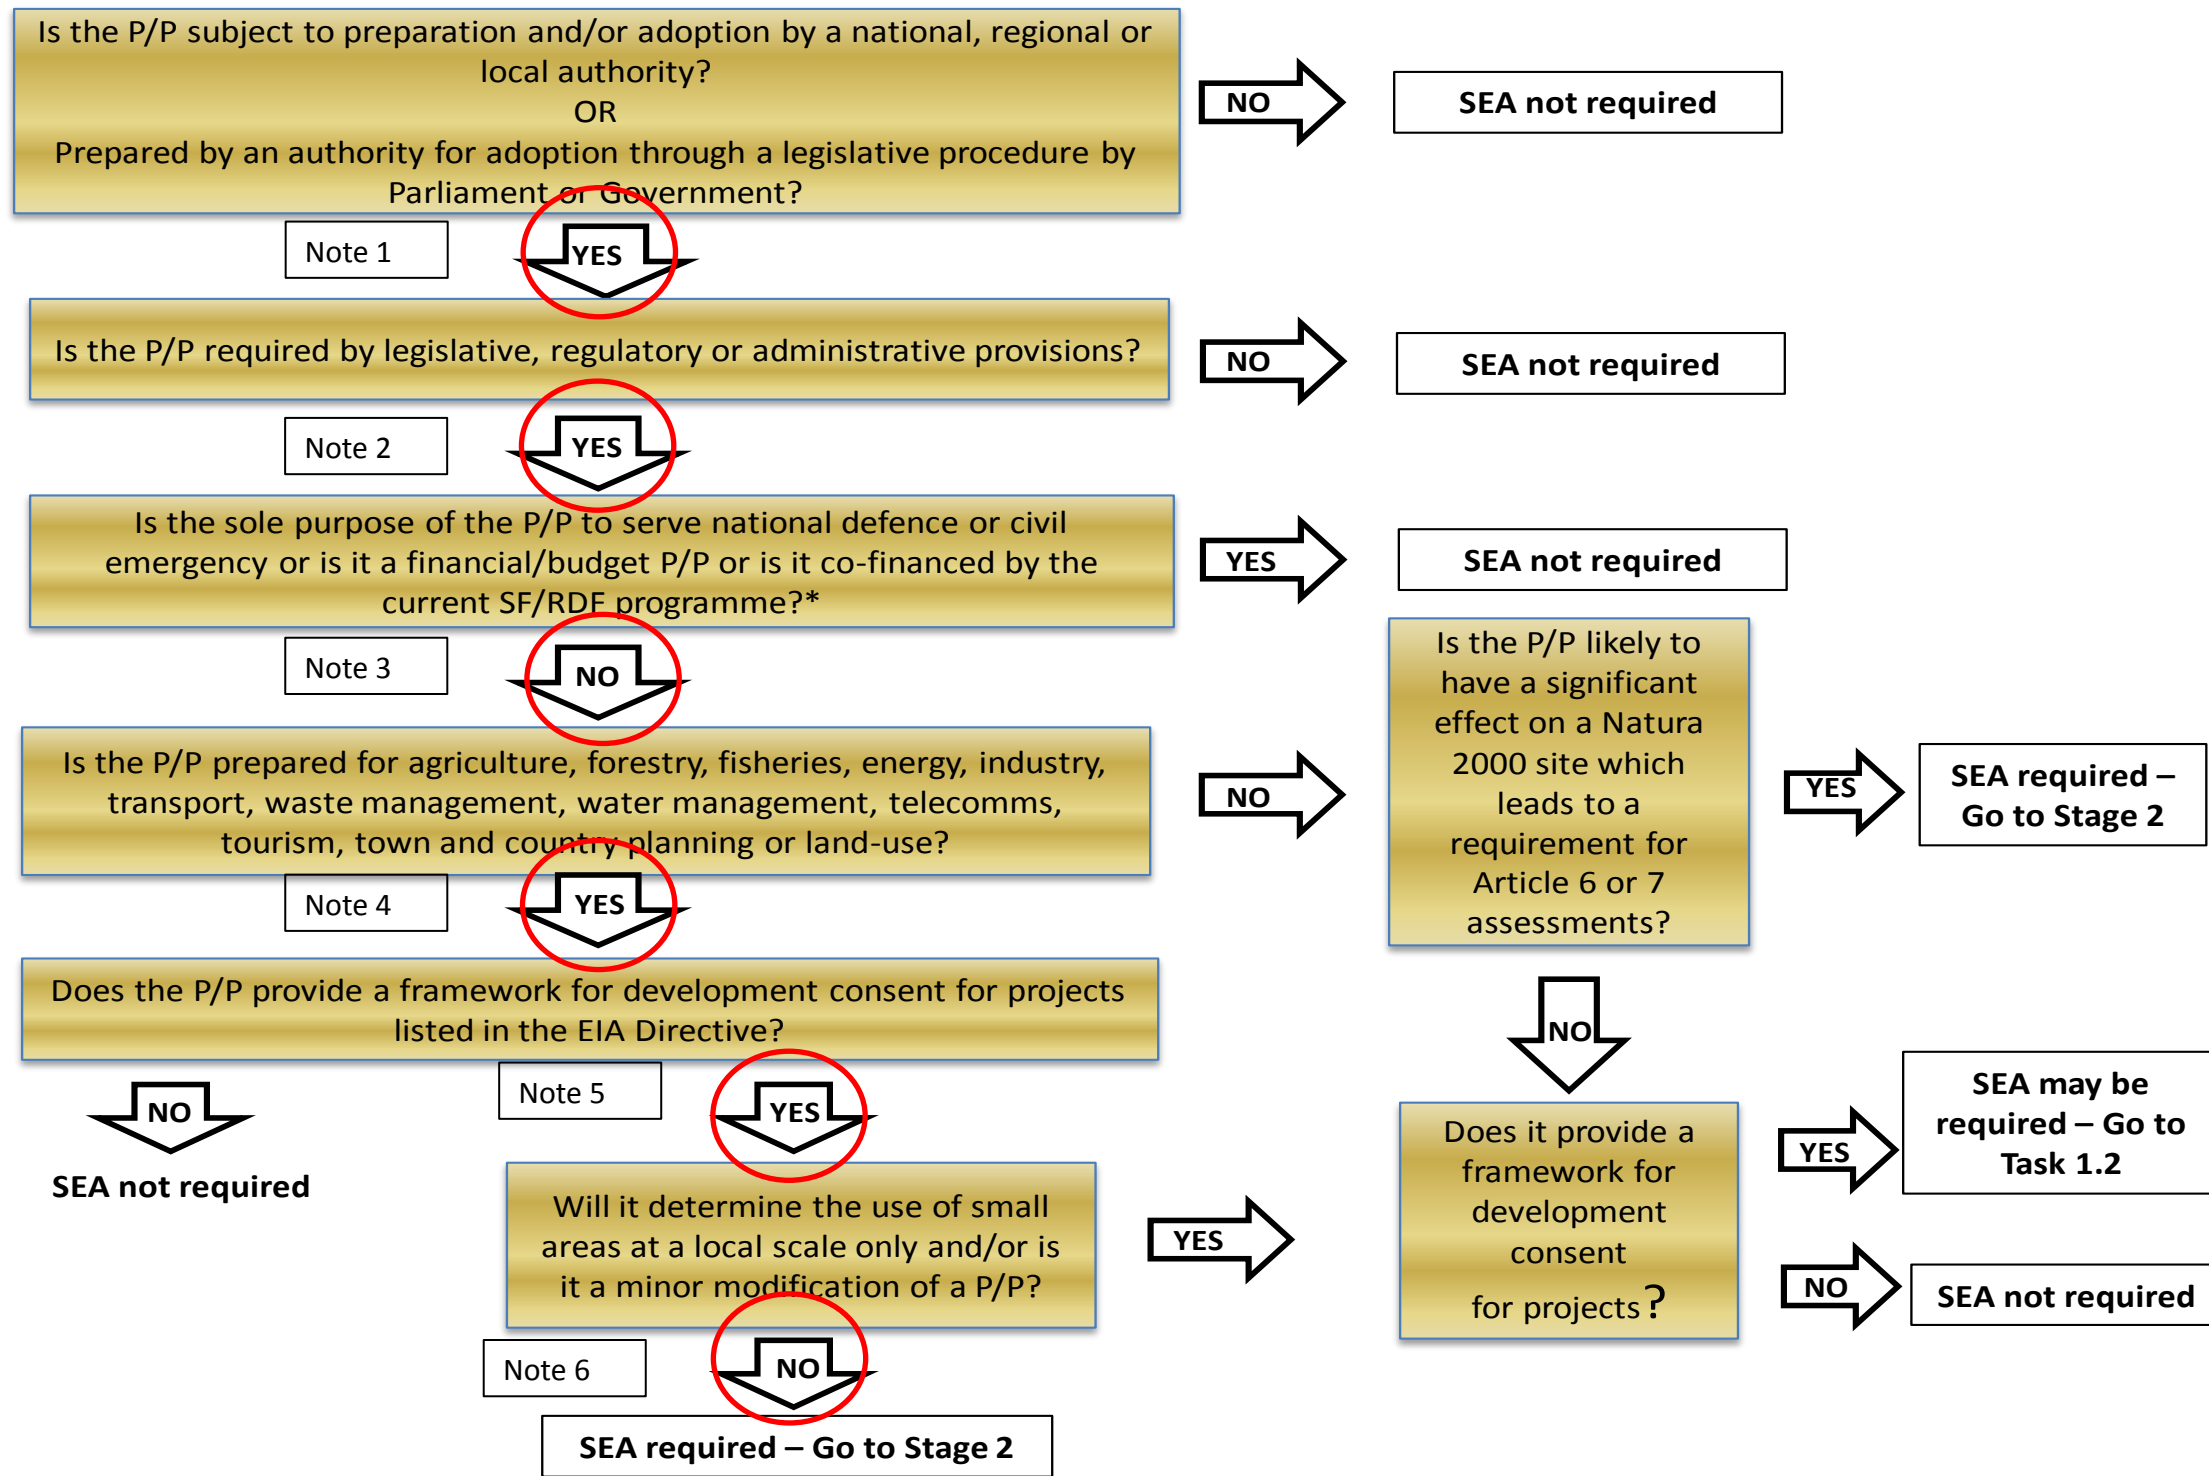 Is the P/P subject to preparation and/or adoption by a national, regional or
local authority?
OR
Prepared by an authority for adoption through a legislative procedure by
Parliament or Government?
NO
SEA not required
Note 1
YES
Is the P/P required by legislative, regulatory or administrative provisions?
NO
SEA not required
Note 2
YES
Is the sole purpose of the P/P to serve national defence or civil
emergency or is it a financial/budget P/P or is it co-financed by the
current SF/RDF programme?*
YES
SEA not required
Note 3
NO
Is the P/P prepared for agriculture, forestry, fisheries, energy, industry,
transport, waste management, water management, telecomms,
tourism, town and country planning or land-use?
NO
Is the P/P likely to
have a significant
effect on a Natura
2000 site which
leads to a
requirement for
Article 6 or 7
assessments?
YES
SEA required –
Go to Stage 2
Note 4
YES
Does the P/P provide a framework for development consent for projects
listed in the EIA Directive?
NO
NO
SEA not required
Note 5
YES
Will it determine the use of small
areas at a local scale only and/or is
it a minor modification of a P/P?
YES
Does it provide a
framework for
development
consent
for projects?
YES
SEA may be
required – Go to
Task 1.2
NO
SEA not required
Note 6
NO
SEA required – Go to Stage 2